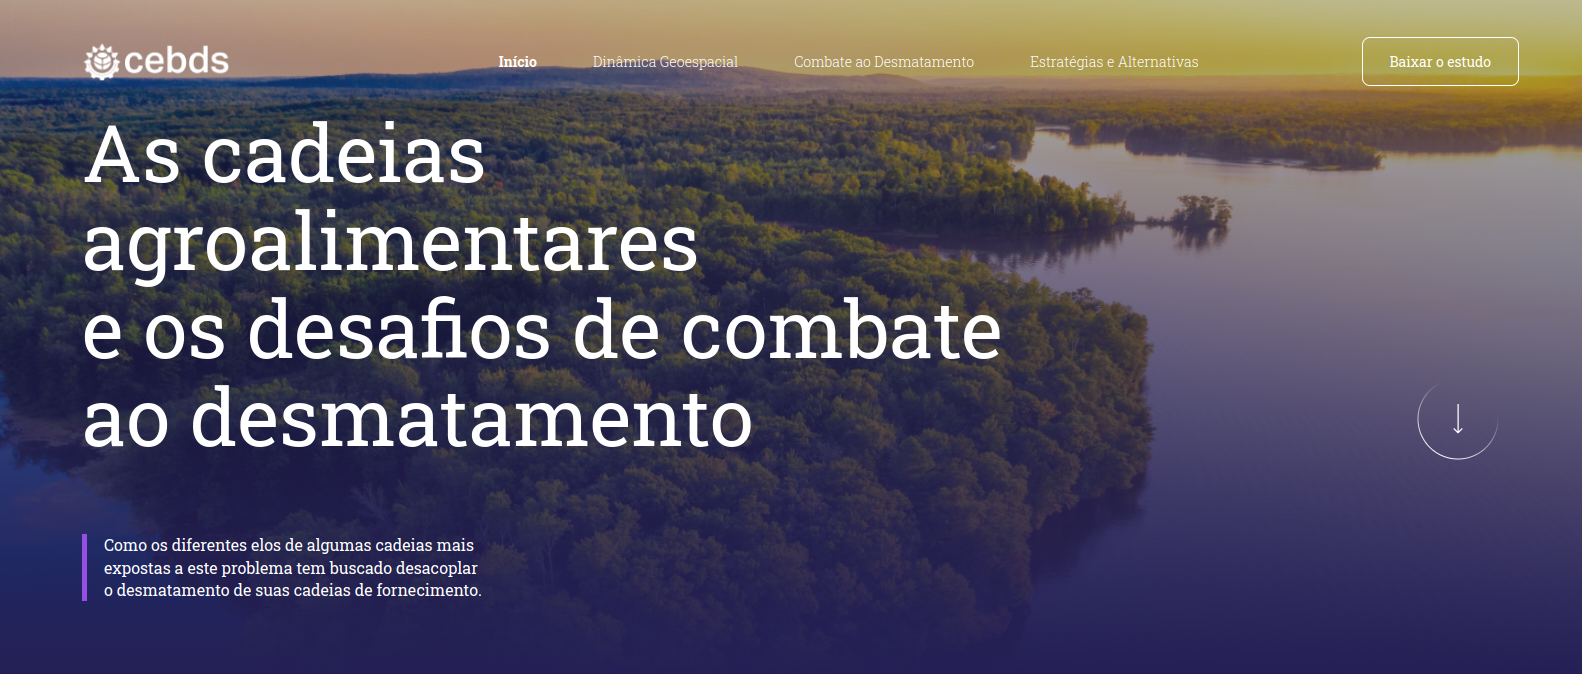 cebds
Início
Dinâmica Geoespacial
Combate ao Desmatamento
Estratégias e Alternativas
Baixar o estudo
As cadeias
agroalimentares
e os desafios de combate
ao desmatamento
Como os diferentes elos de algumas cadeias mais
expostas a este problema tem buscado desacoplar
o desmatamento de suas cadeias de fornecimento.